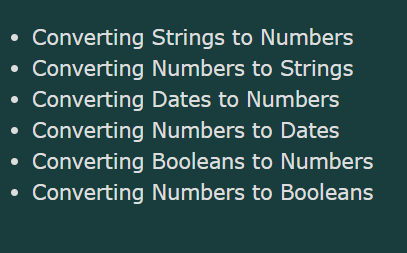 Converting Strings to Numbers
Converting Numbers to Strings
Converting Dates to Numbers
Converting Numbers to Dates
Converting Booleans to Numbers
Converting Numbers to Booleans